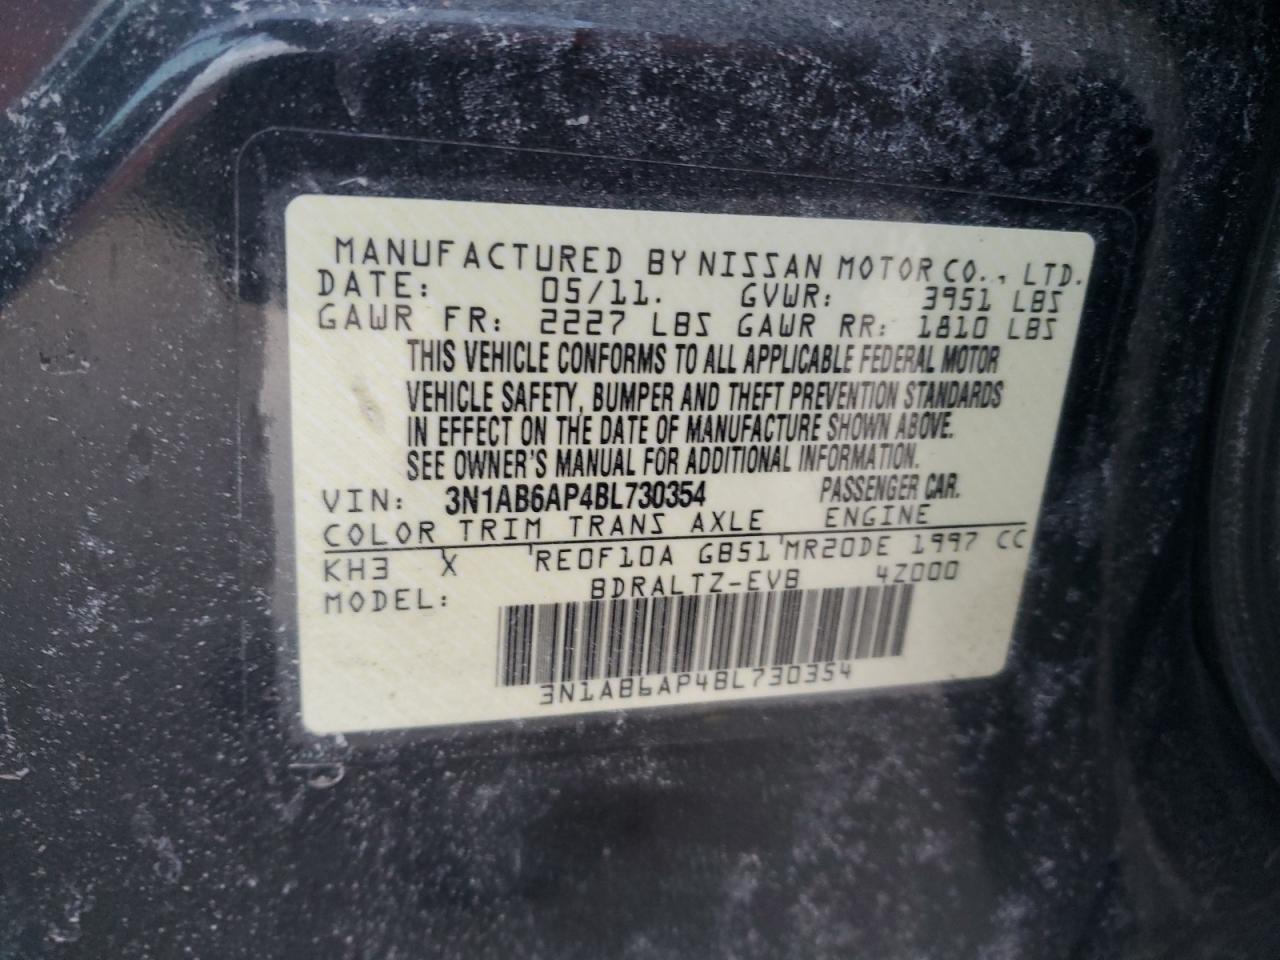 MANUFACTURED BY NISSAN MOTOR CO., LTD.
DATE: 05/11. GVWR: 3951 LBS
GAWR FR: 2227 LBS GAWR RR: 1810 LBS
THIS VEHICLE CONFORMS TO ALL APPLICABLE FEDERAL MOTOR
VEHICLE SAFETY, BUMPER AND THEFT PREVENTION STANDARDS
IN EFFECT ON THE DATE OF MANUFACTURE SHOWN ABOVE.
SEE OWNER'S MANUAL FOR ADDITIONAL INFORMATION.
VIN: 3N1AB6AP4BL730354 PASSENGER CAR.
COLOR TRIM TRANS AXLE ENGINE
KH3 X RE0F10A GB51 MR20DE 1997 CC
MODEL: BDRALTZ-EVB 4Z000
3N1AB6AP4BL730354